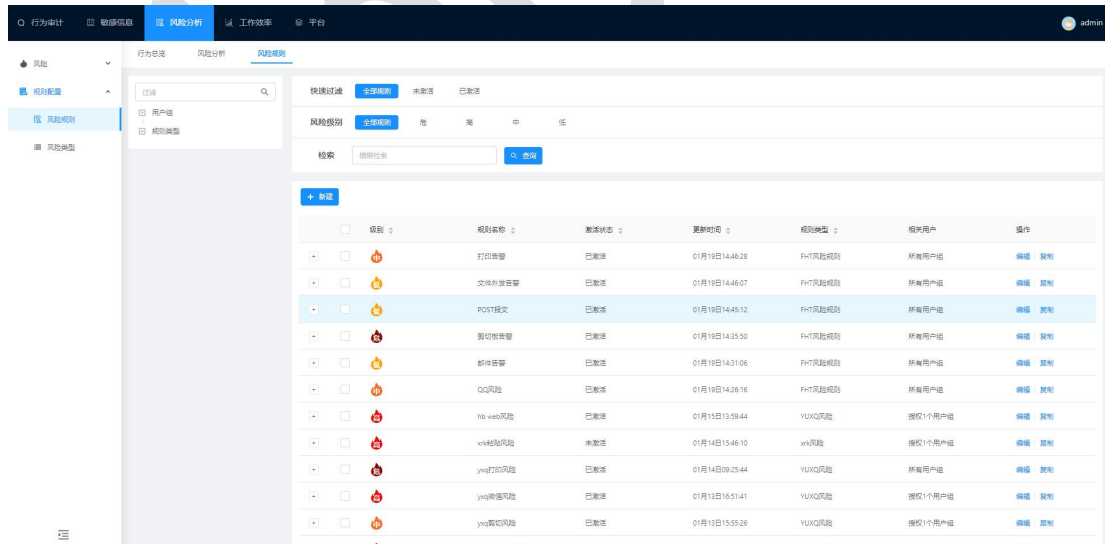 行为审计 敏感信息 风险分析 工作效率 平台 admin
风险 行为总览 风险分析 风险规则
规则配置
风险规则
风险类型
过滤
用户组
规则类型
快速过滤 全部规则 未激活 已激活
风险级别 全部规则 危 高 中 低
检索 模糊检索 查询
+ 新建
级别 规则名称 激活状态 更新时间 规则类型 相关用户 操作
中 打印告警 已激活 01月19日14:46:28 FHT风险规则 所有用户组 编辑 复制
低 文件外发告警 已激活 01月19日14:46:07 FHT风险规则 所有用户组 编辑 复制
低 POST报文 已激活 01月19日14:45:12 FHT风险规则 所有用户组 编辑 复制
危 剪切板告警 已激活 01月19日14:35:50 FHT风险规则 所有用户组 编辑 复制
低 邮件告警 已激活 01月19日14:31:06 FHT风险规则 所有用户组 编辑 复制
中 QQ风险 已激活 01月19日14:26:16 FHT风险规则 所有用户组 编辑 复制
高 hb web风险 已激活 01月15日13:59:44 YUXQ风险 授权1个用户组 编辑 复制
高 xrk粘贴风险 未激活 01月14日15:46:10 xrk风险 授权1个用户组 编辑 复制
危 yxq打印风险 已激活 01月14日09:25:44 YUXQ风险 所有用户组 编辑 复制
高 yxq微信风险 已激活 01月13日16:51:41 YUXQ风险 授权1个用户组 编辑 复制
中 yxq剪切风险 已激活 01月13日15:55:26 YUXQ风险 授权1个用户组 编辑 复制